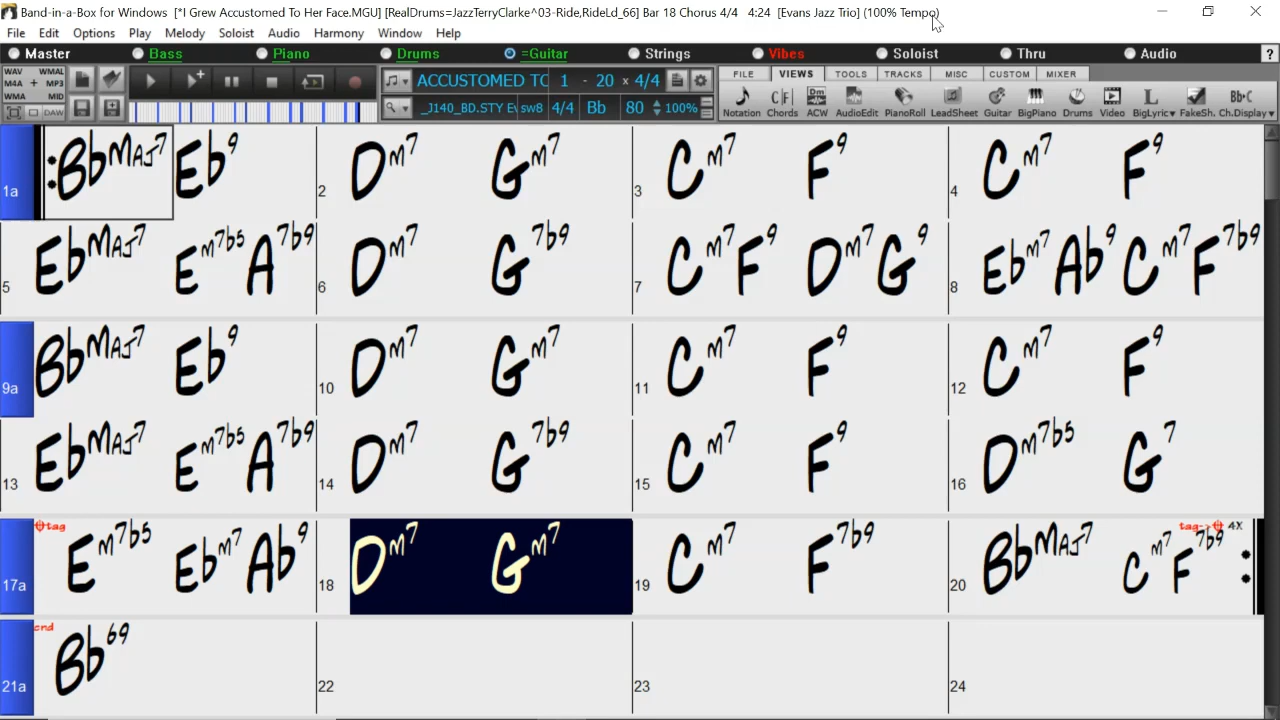 Band-in-a-Box for Windows [*I Grew Accustomed To Her Face.MGU] [RealDrums=JazzTerryClarke^03-Ride,RideLd_66] Bar 18 Chorus 4/4 4:24 [Evans Jazz Trio] (100% Tempo)
File Edit Options Play Melody Soloist Audio Harmony Window Help
Master Bass Piano Drums =Guitar Strings Vibes Soloist Thru Audio ?
WAV WMAL
M4A + MP3
WMA MID
DAW
ACCUSTOMED TO 1 - 20 x 4/4
_J140_BD.STY Ev sw8 4/4 Bb 80 100%
FILE VIEWS TOOLS TRACKS MISC CUSTOM MIXER
Notation Chords ACW AudioEdit PianoRoll LeadSheet Guitar BigPiano Drums Video BigLyric FakeSh. Ch.Display
1a BbMAJ7 Eb9 2 Dm7 Gm7 3 Cm7 F9 4 Cm7 F9
5 EbMAJ7 Em7b5 A7b9 6 Dm7 G7b9 7 Cm7 F9 Dm7 G9 8 Ebm7 Ab9 Cm7 F7b9
9a BbMAJ7 Eb9 10 Dm7 Gm7 11 Cm7 F9 12 Cm7 F9
13 EbMAJ7 Em7b5 A7b9 14 Dm7 G7b9 15 Cm7 F9 16 Dm7b5 G7
tag tag-> 4X
17a Em7b5 Ebm7 Ab9 18 Dm7 Gm7 19 Cm7 F7b9 20 BbMAJ7 Cm7 F7b9
end
21a Bb69 22 23 24